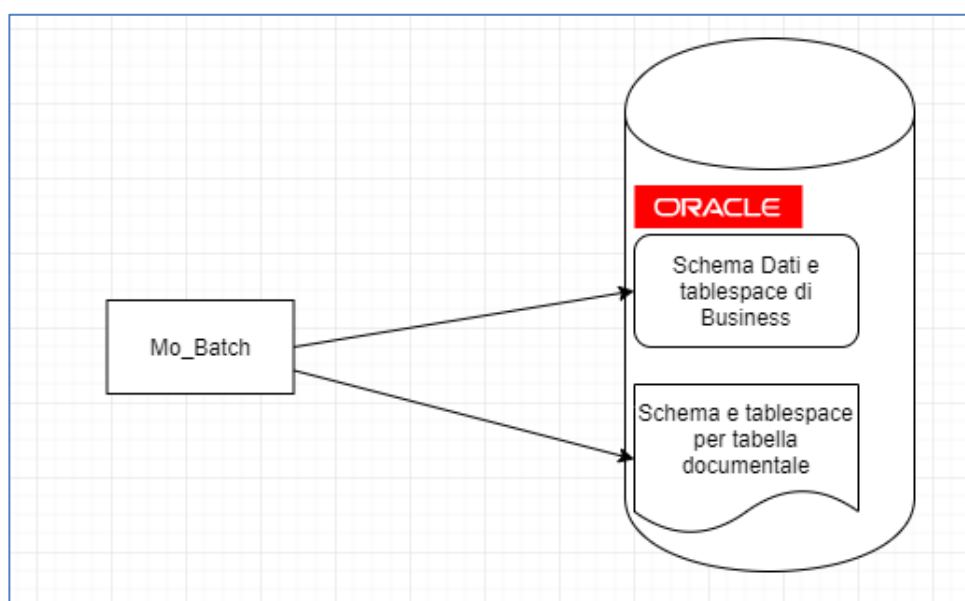 ORACLE
Schema Dati e
tablespace di
Business
Mo_Batch
Schema e tablespace
per tabella
documentale